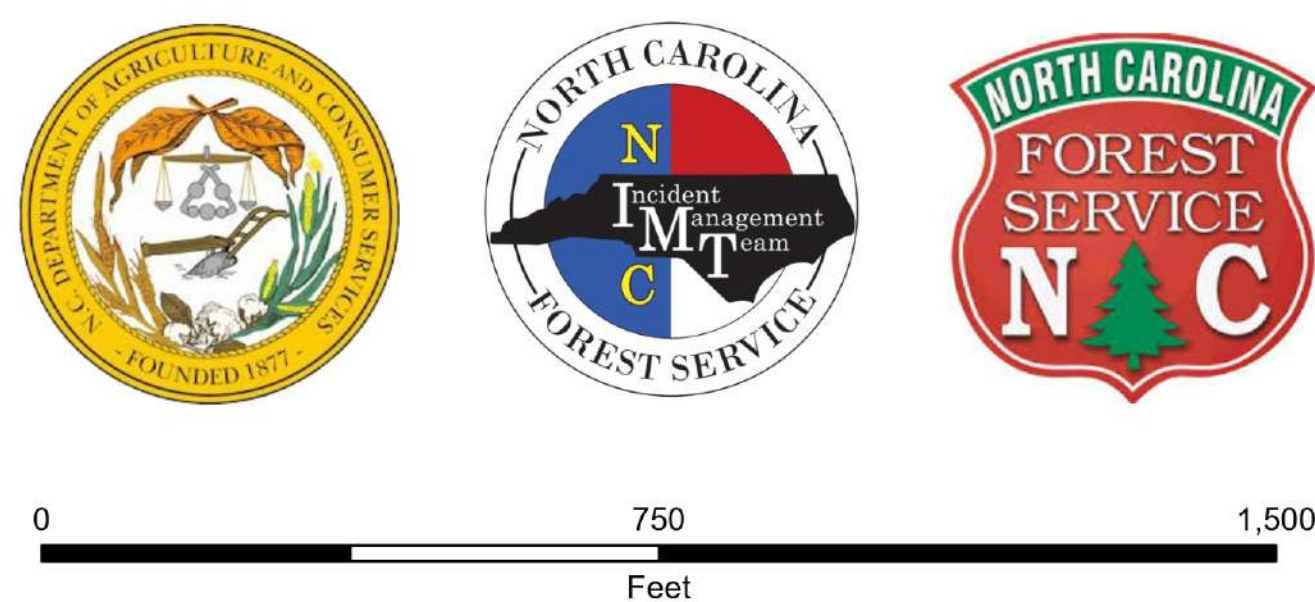 N.C. DEPARTMENT OF AGRICULTURE AND CONSUMER SERVICES
- FOUNDED 1877 -
NORTH CAROLINA
N
Incident
Management
Team
C
FOREST SERVICE
NORTH CAROLINA
FOREST
SERVICE
N C
0 750 1,500
Feet